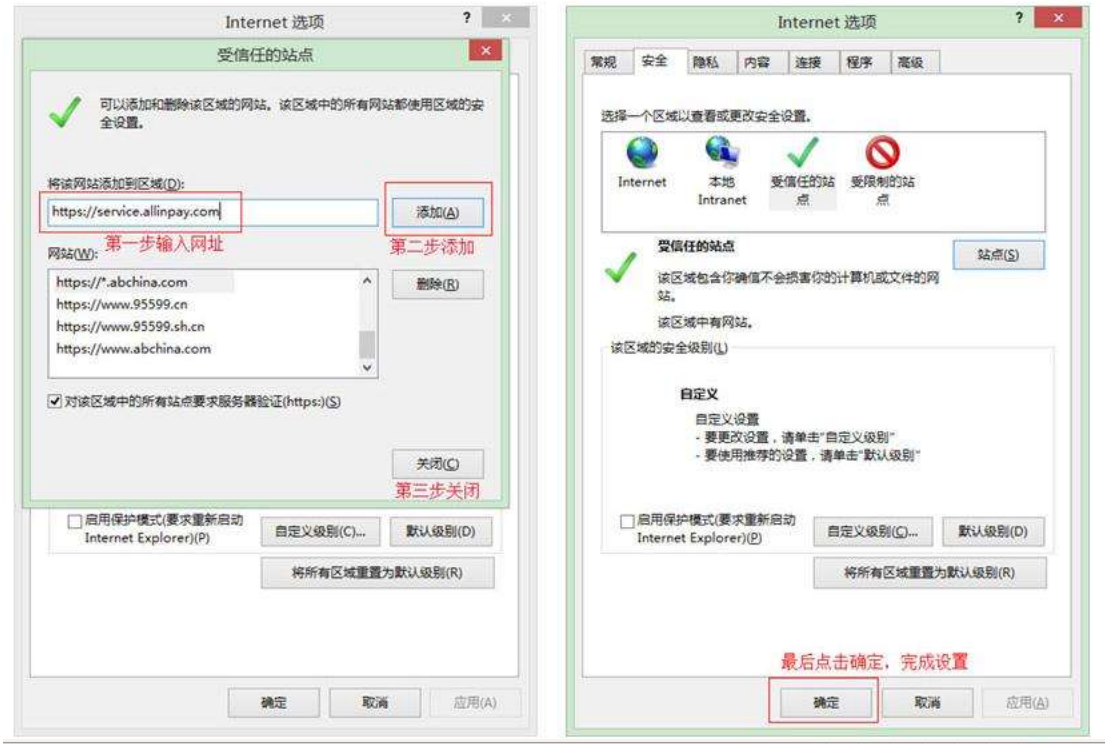 Internet 选项
? ×
受信任的站点
×
可以添加和删除该区域的网站。该区域中的所有网站都使用区域的安
全设置。
将该网站添加到区域(D):
https://service.allinpay.com
添加(A)
第一步输入网址
第二步添加
网站(W):
https://*.abchina.com
https://www.95599.cn
https://www.95599.sh.cn
https://www.abchina.com
删除(R)
对该区域中的所有站点要求服务器验证(https:)(S)
关闭(C)
第三步关闭
启用保护模式(要求重新启动
Internet Explorer)(P)
自定义级别(C)...
默认级别(D)
将所有区域重置为默认级别(R)
确定
取消
应用(A)
Internet 选项
? ×
常规 安全 隐私 内容 连接 程序 高级
选择一个区域以查看或更改安全设置。
Internet
本地
Intranet
受信任的站
点
受限制的站
点
受信任的站点
站点(S)
该区域包含你确信不会损害你的计算机或文件的网
站。
该区域中有网站。
该区域的安全级别(L)
自定义
自定义设置
- 要更改设置，请单击"自定义级别"
- 要使用推荐的设置，请单击"默认级别"
启用保护模式(要求重新启动
Internet Explorer)(P)
自定义级别(C)...
默认级别(D)
将所有区域重置为默认级别(R)
最后点击确定，完成设置
确定
取消
应用(A)